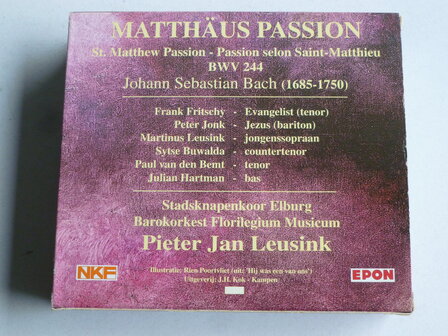 MATTHÄUS PASSION
St. Matthew Passion - Passion selon Saint-Matthieu
BWV 244
Johann Sebastian Bach (1685-1750)
Frank Fritschy - Evangelist (tenor)
Peter Jonk - Jezus (bariton)
Martinus Leusink - jongenssopraan
Sytse Buwalda - countertenor
Paul van den Bemt - tenor
Julian Hartman - bas
Stadsknapenkoor Elburg
Barokorkest Florilegium Musicum
Pieter Jan Leusink
NKF
Illustratie: Rien Poortvliet (uit: 'Hij was een van ons')
Uitgeverij: J.H. Kok - Kampen
EPON